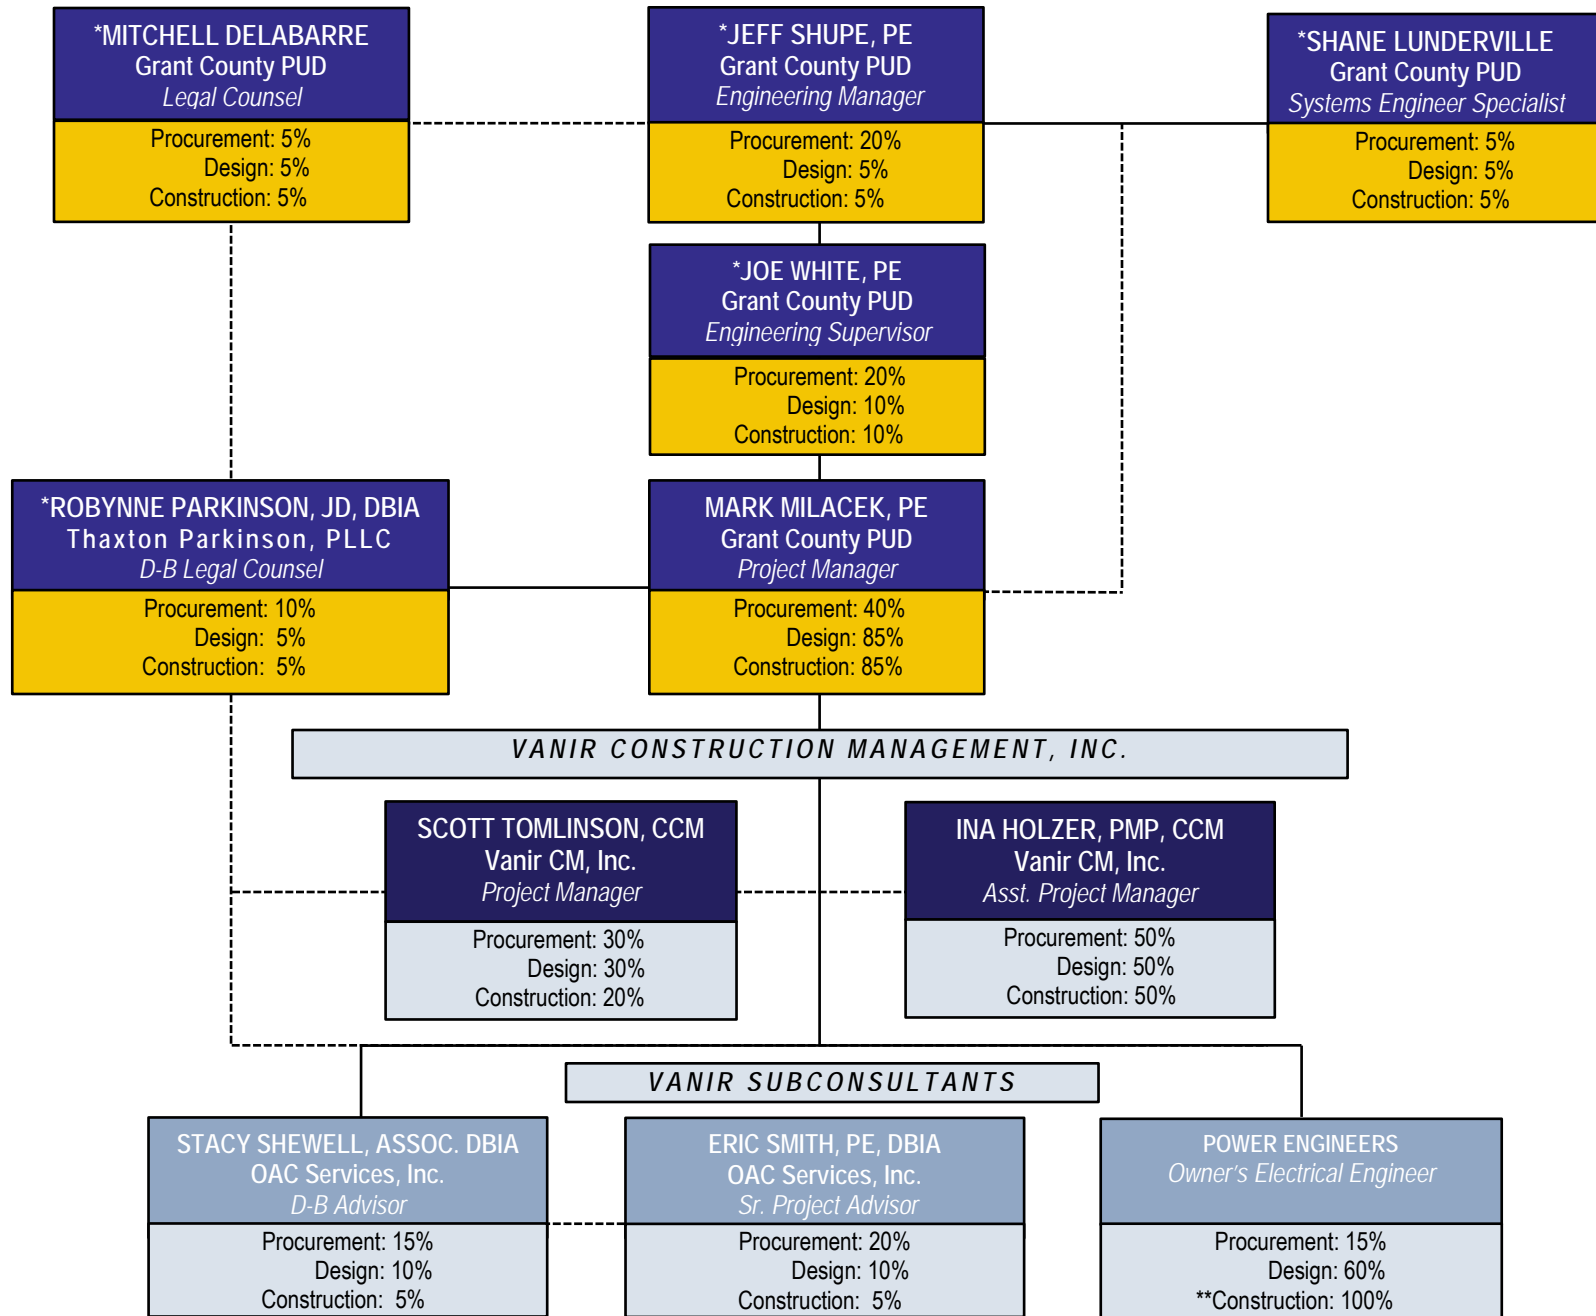 *MITCHELL DELABARRE
Grant County PUD
Legal Counsel
Procurement: 5%
Design: 5%
Construction: 5%
*JEFF SHUPE, PE
Grant County PUD
Engineering Manager
Procurement: 20%
Design: 5%
Construction: 5%
*SHANE LUNDERVILLE
Grant County PUD
Systems Engineer Specialist
Procurement: 5%
Design: 5%
Construction: 5%
*JOE WHITE, PE
Grant County PUD
Engineering Supervisor
Procurement: 20%
Design: 10%
Construction: 10%
*ROBYNNE PARKINSON, JD, DBIA
Thaxton Parkinson, PLLC
D-B Legal Counsel
Procurement: 10%
Design: 5%
Construction: 5%
MARK MILACEK, PE
Grant County PUD
Project Manager
Procurement: 40%
Design: 85%
Construction: 85%
VANIR CONSTRUCTION MANAGEMENT, INC.
SCOTT TOMLINSON, CCM
Vanir CM, Inc.
Project Manager
Procurement: 30%
Design: 30%
Construction: 20%
INA HOLZER, PMP, CCM
Vanir CM, Inc.
Asst. Project Manager
Procurement: 50%
Design: 50%
Construction: 50%
VANIR SUBCONSULTANTS
STACY SHEWELL, ASSOC. DBIA
OAC Services, Inc.
D-B Advisor
Procurement: 15%
Design: 10%
Construction: 5%
ERIC SMITH, PE, DBIA
OAC Services, Inc.
Sr. Project Advisor
Procurement: 20%
Design: 10%
Construction: 5%
POWER ENGINEERS
Owner's Electrical Engineer
Procurement: 15%
Design: 60%
**Construction: 100%